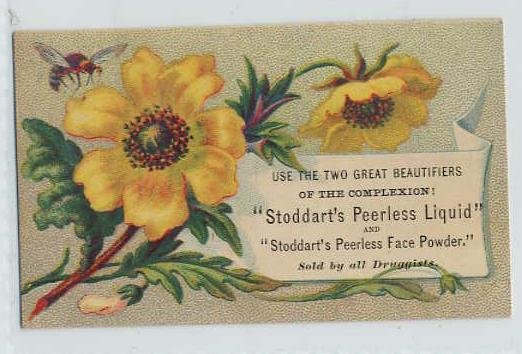 USE THE TWO GREAT BEAUTIFIERS
OF THE COMPLEXION!
"Stoddart's Peerless Liquid"
AND
"Stoddart's Peerless Face Powder."
Sold by all Druggists.